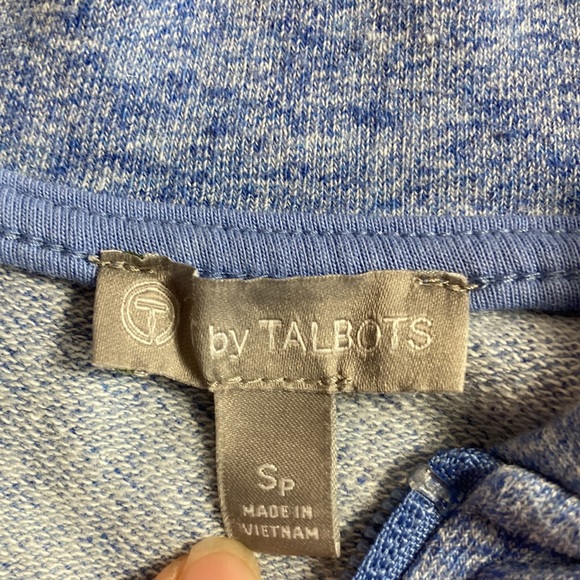 T by TALBOTS
SP
MADE IN
VIETNAM